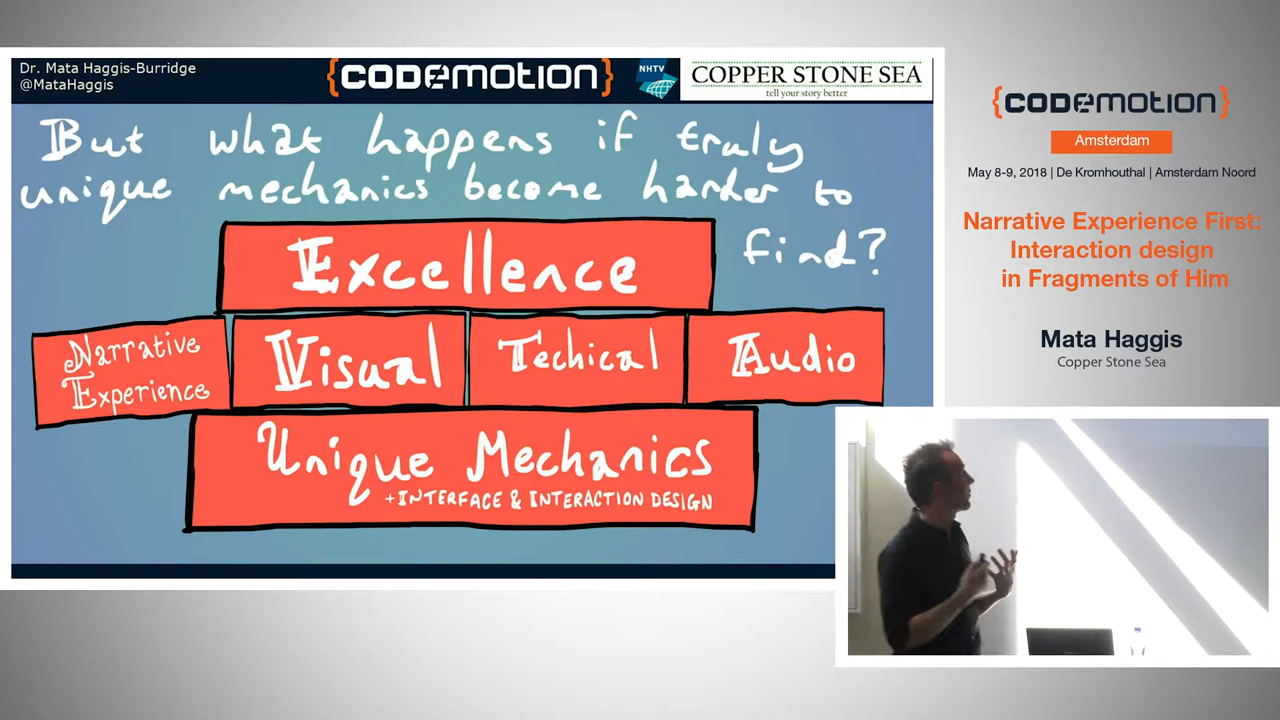 Dr. Mata Haggis-Burridge
@MataHaggis
{CODEMOTION}
NHTV
COPPER STONE SEA
tell your story better
But what happens if truly
unique mechanics become harder to
find?
Excellence
Narrative
Experience
Visual
Techical
Audio
Unique Mechanics
+INTERFACE & INTERACTION DESIGN
{CODEMOTION}
Amsterdam
May 8-9, 2018 | De Kromhouthal | Amsterdam Noord
Narrative Experience First:
Interaction design
in Fragments of Him
Mata Haggis
Copper Stone Sea